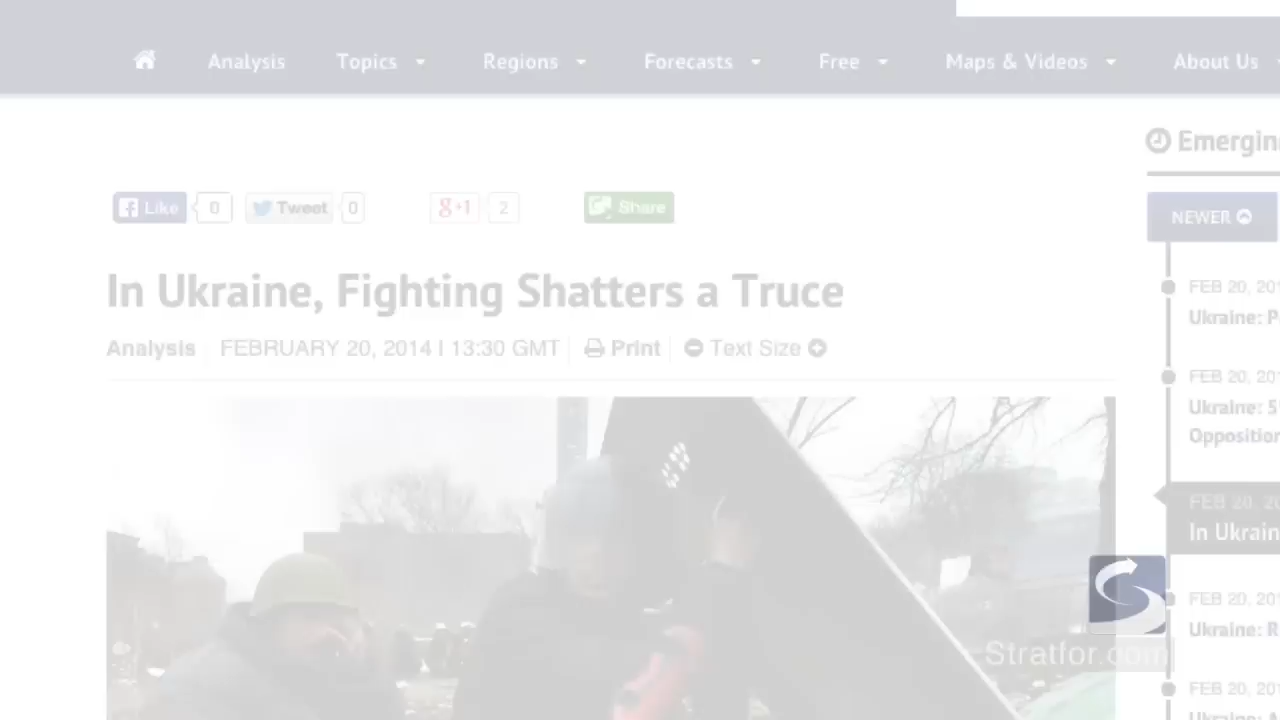 Analysis Topics Regions Forecasts Free Maps & Videos About Us
Emergin
Like 0 Tweet 0 g+1 2 Share
NEWER
In Ukraine, Fighting Shatters a Truce
Analysis FEBRUARY 20, 2014 | 13:30 GMT Print Text Size
FEB 20, 201
Ukraine: P
FEB 20, 201
Ukraine: 5
Opposition
FEB 20, 20
In Ukrain
FEB 20, 201
Ukraine: R
Stratfor.com
FEB 20, 201
Ukraine: A